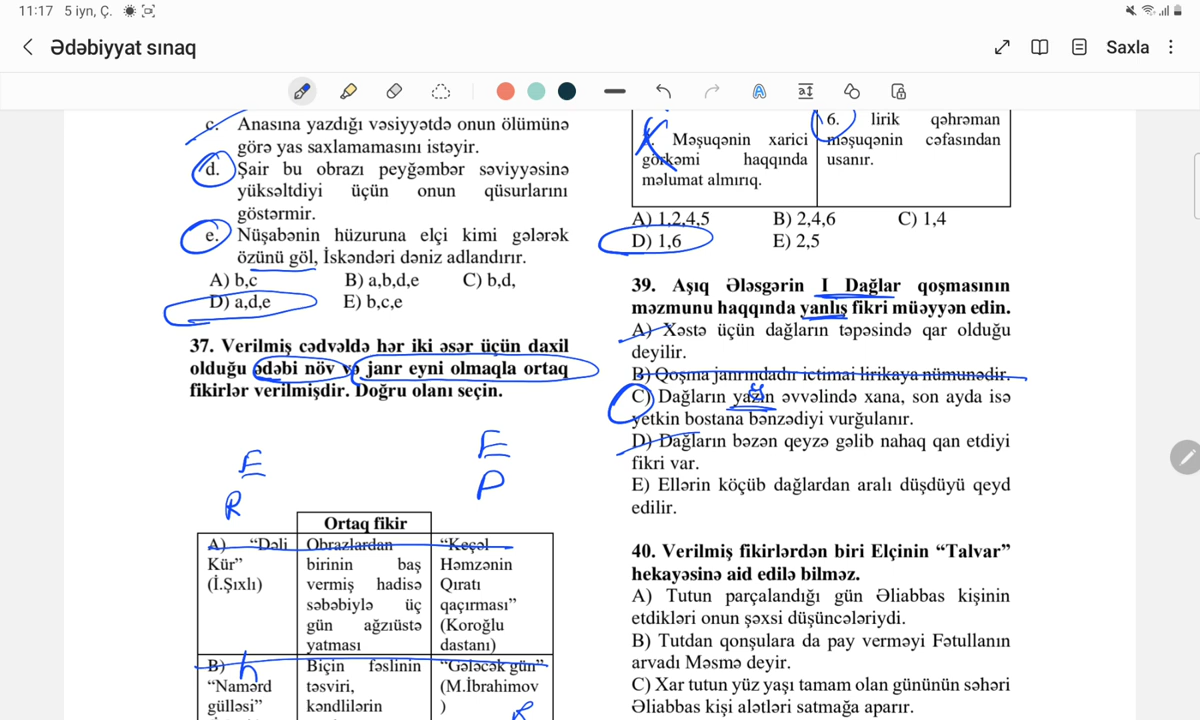 11:17 5 iyn, Ç.
Ədəbiyyat sınaq
Saxla
c. Anasına yazdığı vəsiyyətdə onun ölümünə
görə yas saxlamamasını istəyir.
d. Şair bu obrazı peyğəmbər səviyyəsinə
yüksəltdiyi üçün onun qüsurlarını
göstərmir.
e. Nüşabənin hüzuruna elçi kimi gələrək
özünü göl, İskəndəri dəniz adlandırır.
A) b,c B) a,b,d,e C) b,d,
D) a,d,e E) b,c,e
37. Verilmiş cədvəldə hər iki əsər üçün daxil
olduğu ədəbi növ və janr eyni olmaqla ortaq
fikirlər verilmişdir. Doğru olanı seçin.
E
R
E
P
Ortaq fikir
A) “Dəli
Kür”
(İ.Şıxlı)
Obrazlardan
birinin baş
vermiş hadisə
səbəbiylə üç
gün ağzıüstə
yatması
“Keçəl
Həmzənin
Qıratı
qaçırması”
(Koroğlu
dastanı)
B) h
“Namərd
gülləsi”
Biçin fəslinin
təsviri,
kəndlilərin
“Gələcək gün”
(M.İbrahimov
)
R
Məşuqənin xarici
görkəmi haqqında
məlumat almırıq.
6. lirik qəhrəman
məşuqənin cəfasından
usanır.
A) 1,2,4,5 B) 2,4,6 C) 1,4
D) 1,6 E) 2,5
39. Aşıq Ələsgərin I Dağlar qoşmasının
məzmunu haqqında yanlış fikri müəyyən edin.
A) Xəstə üçün dağların təpəsində qar olduğu
deyilir.
B) Qoşma janrındadır ictimai lirikaya nümunədir.
C) Dağların yazın əvvəlində xana, son ayda isə
yetkin bostana bənzədiyi vurğulanır.
D) Dağların bəzən qeyzə gəlib nahaq qan etdiyi
fikri var.
E) Ellərin köçüb dağlardan aralı düşdüyü qeyd
edilir.
40. Verilmiş fikirlərdən biri Elçinin “Talvar”
hekayəsinə aid edilə bilməz.
A) Tutun parçalandığı gün Əliabbas kişinin
etdikləri onun şəxsi düşüncələriydi.
B) Tutdan qonşulara da pay verməyi Fətullanın
arvadı Məsmə deyir.
C) Xar tutun yüz yaşı tamam olan gününün səhəri
Əliabbas kişi alətləri satmağa aparır.